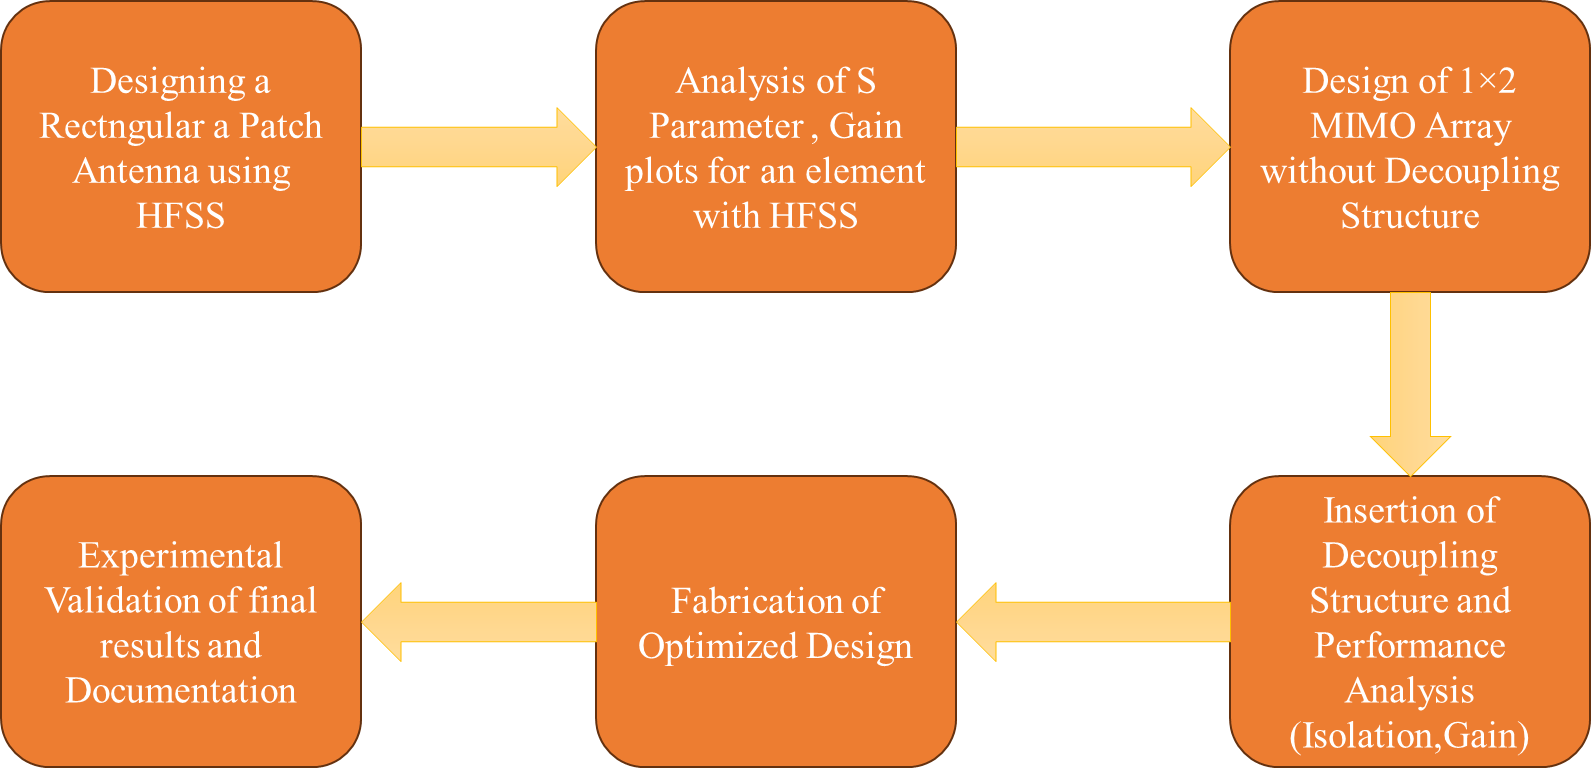 Designing a
Rectngular a Patch
Antenna using
HFSS
Analysis of S
Parameter , Gain
plots for an element
with HFSS
Design of 1×2
MIMO Array
without Decoupling
Structure
Insertion of
Decoupling
Structure and
Performance
Analysis
(Isolation,Gain)
Fabrication of
Optimized Design
Experimental
Validation of final
results and
Documentation